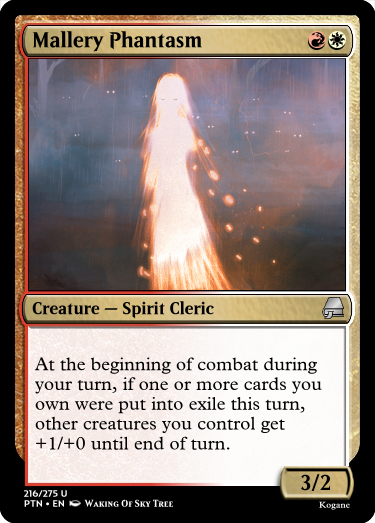 Mallery Phantasm
Creature — Spirit Cleric
At the beginning of combat during
your turn, if one or more cards you
own were put into exile this turn,
other creatures you control get
+1/+0 until end of turn.
3/2
216/275 U
PTN • EN Waking Of Sky Tree
Kogane